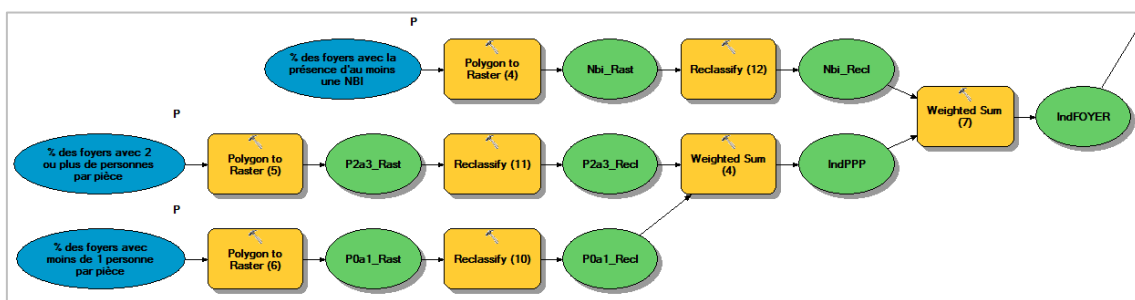 P
% des foyers avec la
présence d'au moins
une NBI
Polygon to
Raster (4)
Nbi_Rast
Reclassify (12)
Nbi_Recl
Weighted Sum
(7)
IndFOYER
P
% des foyers avec 2
ou plus de personnes
par pièce
Polygon to
Raster (5)
P2a3_Rast
Reclassify (11)
P2a3_Recl
Weighted Sum
(4)
IndPPP
P
% des foyers avec
moins de 1 personne
par pièce
Polygon to
Raster (6)
P0a1_Rast
Reclassify (10)
P0a1_Recl